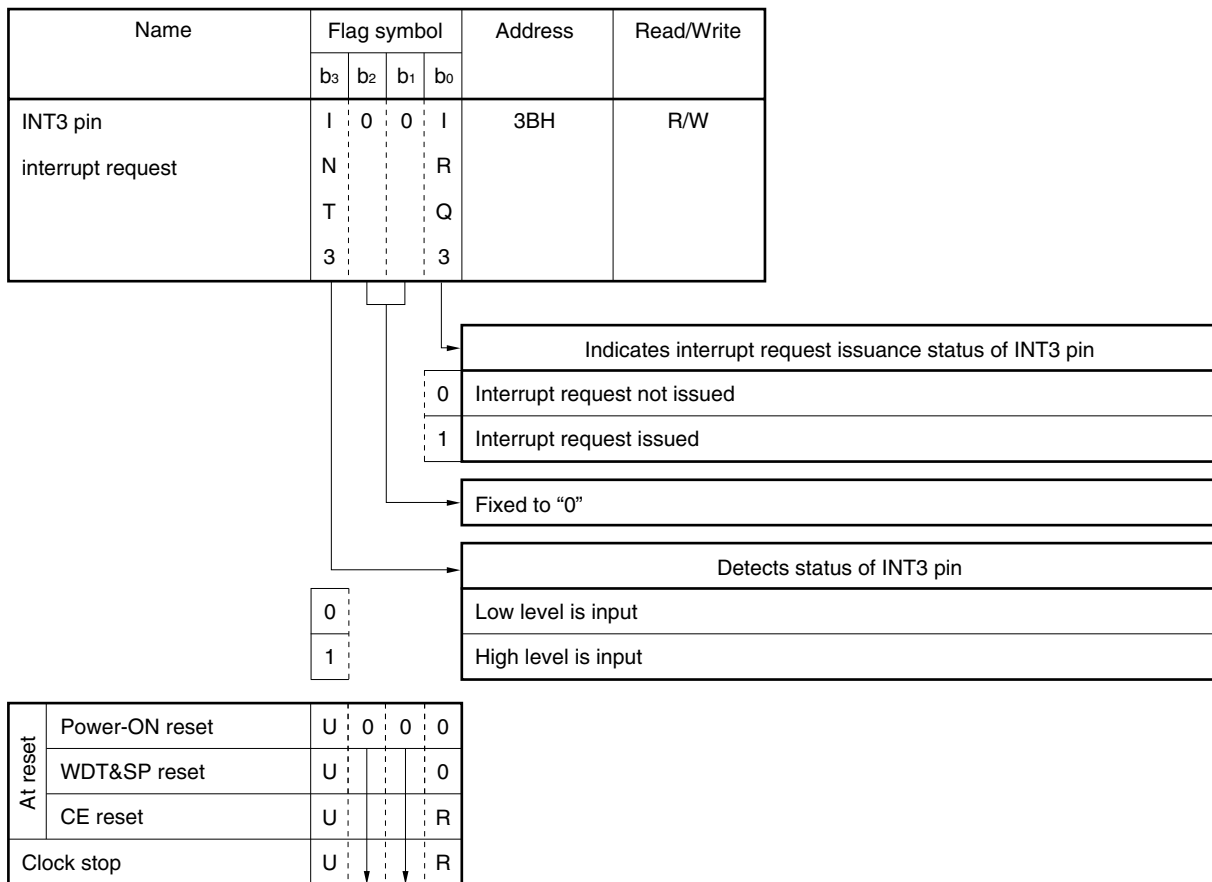 Name Flag symbol Address Read/Write
b3 b2 b1 b0
INT3 pin I 0 0 I 3BH R/W
interrupt request N R
T Q
3 3
Indicates interrupt request issuance status of INT3 pin
0 Interrupt request not issued
1 Interrupt request issued
Fixed to “0”
Detects status of INT3 pin
0 Low level is input
1 High level is input
At reset
Power-ON reset U 0 0 0
WDT&SP reset U 0
CE reset U R
Clock stop U R